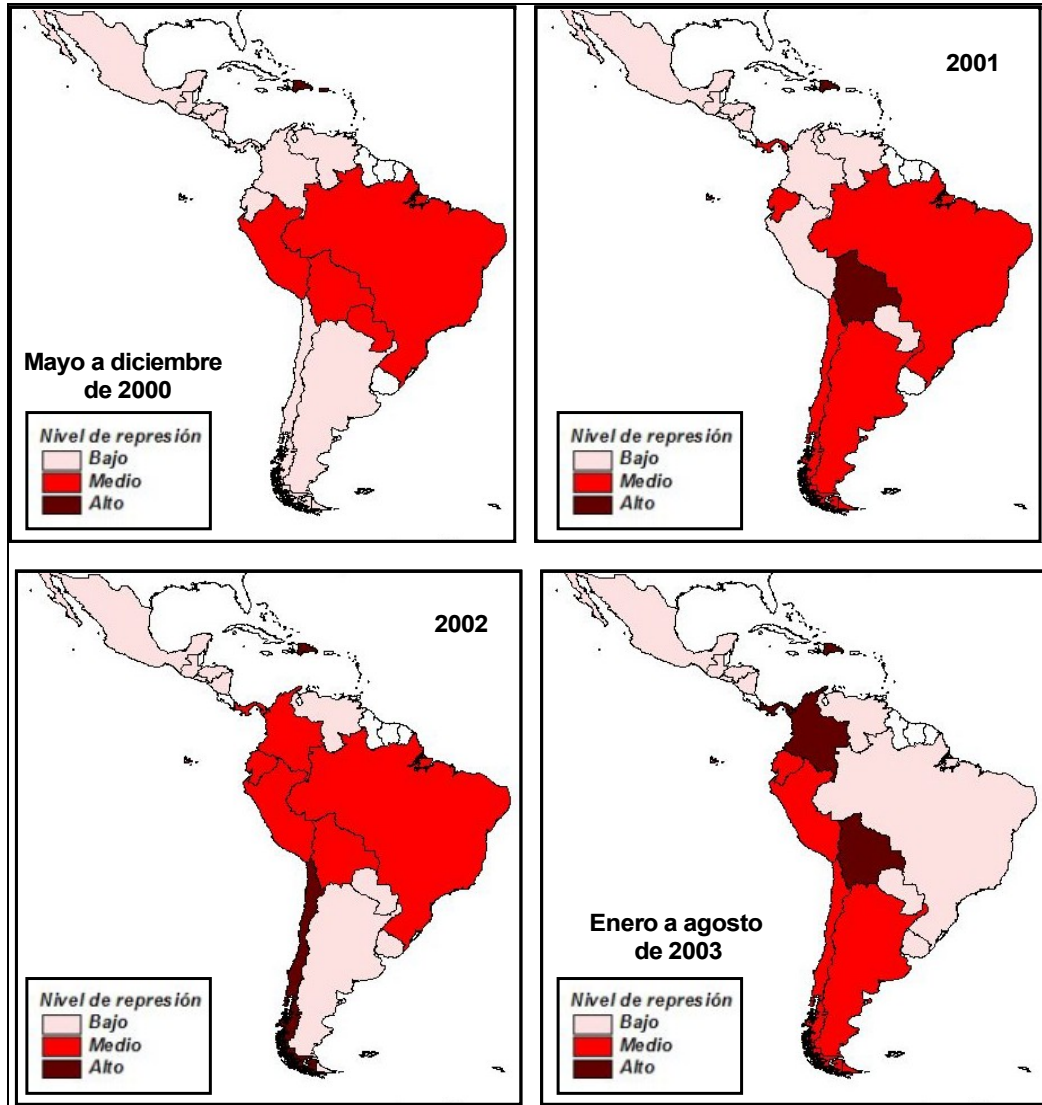 Mayo a diciembre
de 2000
Nivel de represión
Bajo
Medio
Alto
2001
Nivel de represión
Bajo
Medio
Alto
2002
Nivel de represión
Bajo
Medio
Alto
Enero a agosto
de 2003
Nivel de represión
Bajo
Medio
Alto